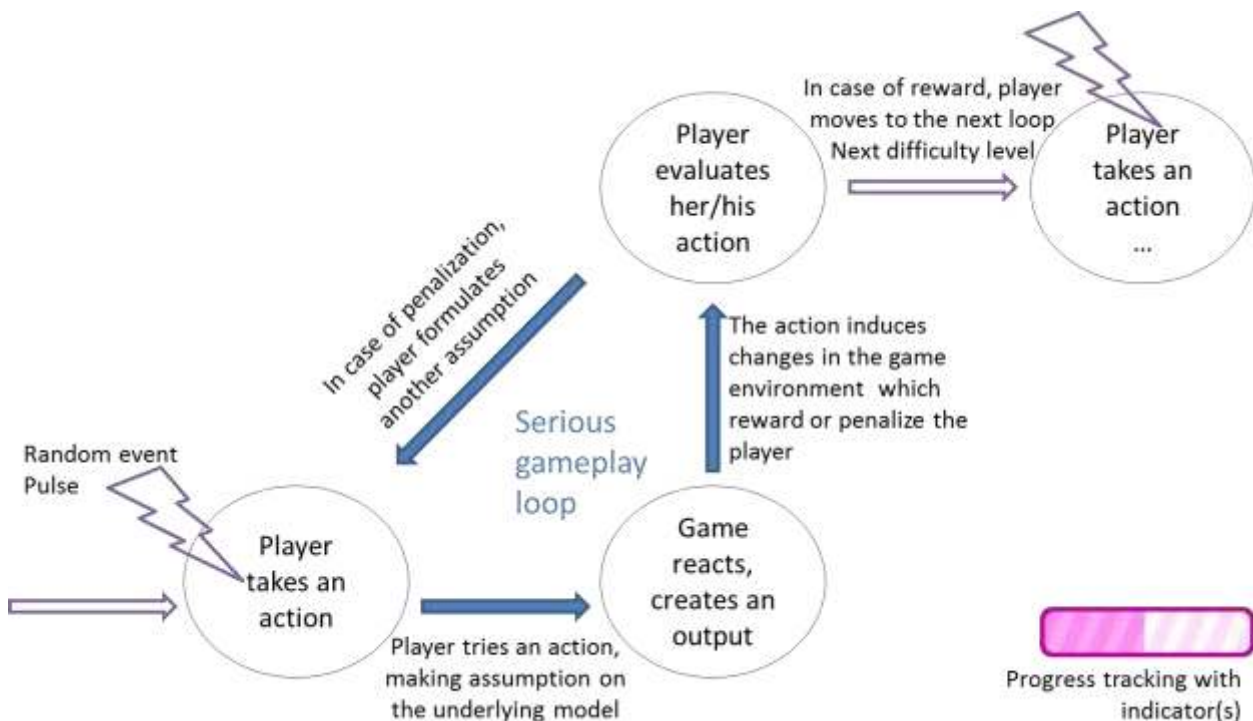 In case of reward, player
moves to the next loop
Next difficulty level
Player
evaluates
her/his
action
Player
takes an
action
...
In case of penalization,
player formulates
another assumption
The action induces
changes in the game
environment which
reward or penalize the
player
Serious
gameplay
loop
Random event
Pulse
Player
takes an
action
Game
reacts,
creates an
output
Player tries an action,
making assumption on
the underlying model
Progress tracking with
indicator(s)